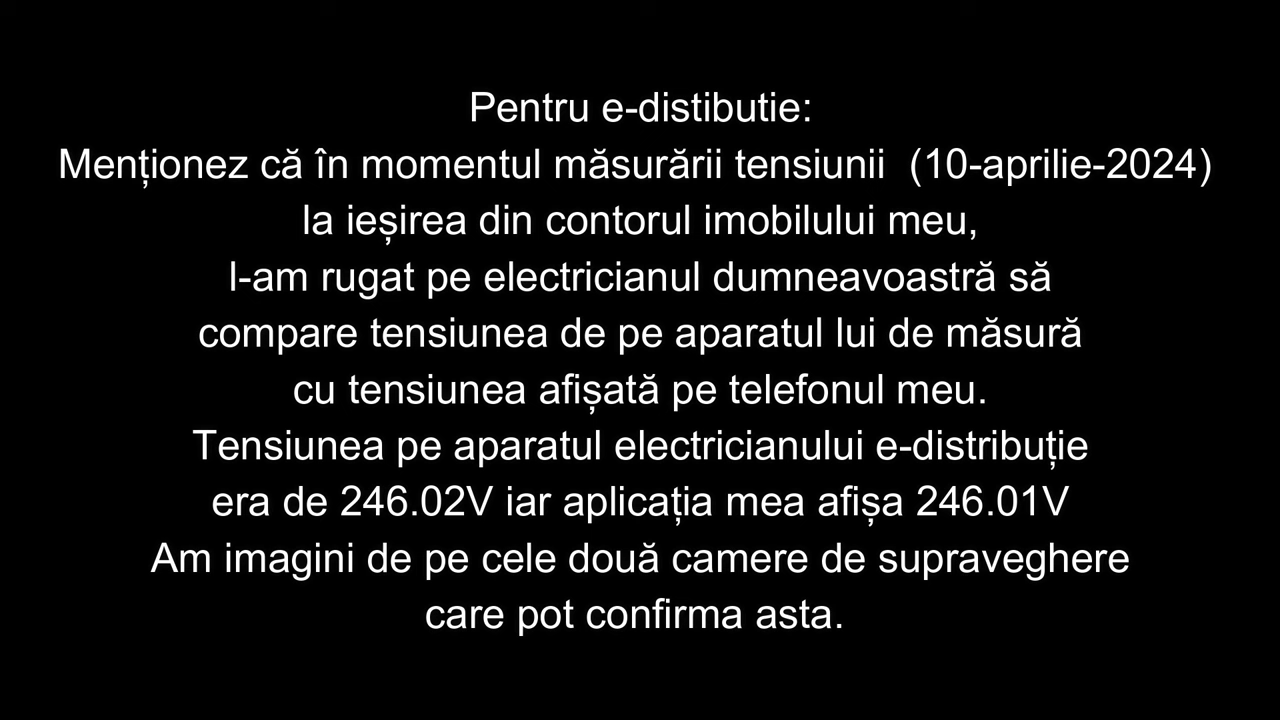 Pentru e-distibutie:
Menționez că în momentul măsurării tensiunii  (10-aprilie-2024)
la ieșirea din contorul imobilului meu,
l-am rugat pe electricianul dumneavoastră să
compare tensiunea de pe aparatul lui de măsură
cu tensiunea afișată pe telefonul meu.
Tensiunea pe aparatul electricianului e-distribuție
era de 246.02V iar aplicația mea afișa 246.01V
Am imagini de pe cele două camere de supraveghere
care pot confirma asta.